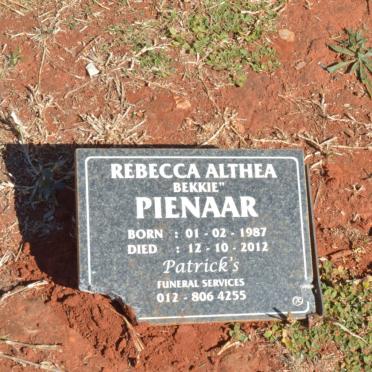 REBECCA ALTHEA
BEKKIE"
PIENAAR
BORN : 01 - 02 - 1987
DIED : 12 - 10 - 2012
Patrick's
FUNERAL SERVICES
012 - 806 4255